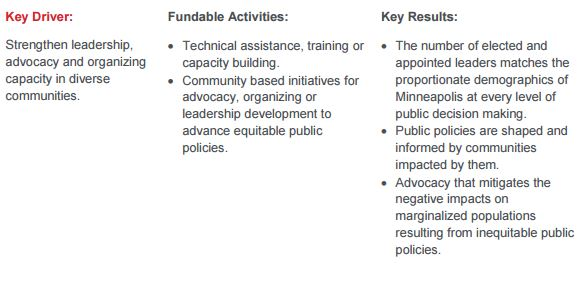 Key Driver:
Strengthen leadership,
advocacy and organizing
capacity in diverse
communities.
Fundable Activities:
• Technical assistance, training or
capacity building.
• Community based initiatives for
advocacy, organizing or
leadership development to
advance equitable public
policies.
Key Results:
• The number of elected and
appointed leaders matches the
proportionate demographics of
Minneapolis at every level of
public decision making.
• Public policies are shaped and
informed by communities
impacted by them.
• Advocacy that mitigates the
negative impacts on
marginalized populations
resulting from inequitable public
policies.